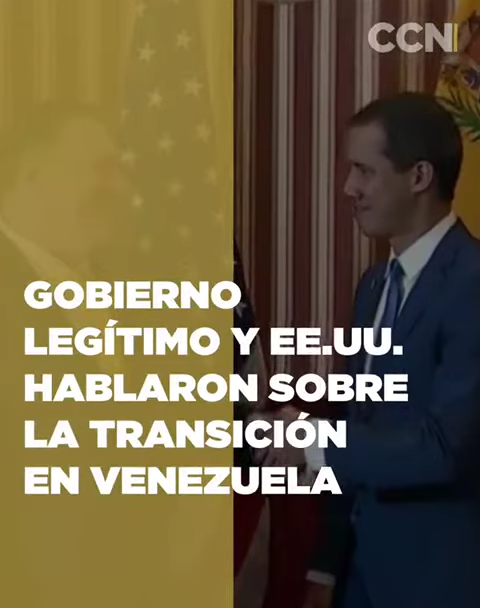 CCN
GOBIERNO
LEGÍTIMO Y EE.UU.
HABLARON SOBRE
LA TRANSICIÓN
EN VENEZUELA